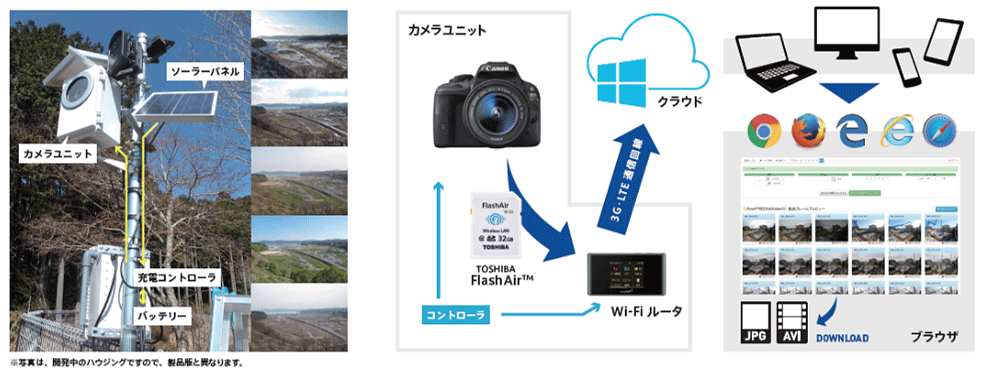 ソーラーパネル
カメラユニット
充電コントローラ
バッテリー
※写真は、開発中のハウジングですので、製品版と異なります。
カメラユニット
Canon
FlashAir
Wireless LAN
32GB
TOSHIBA
TOSHIBA
FlashAir™
コントローラ
Wi-Fi ルータ
3G・LTE 通信回線
クラウド
JPG
AVI
DOWNLOAD
ブラウザ